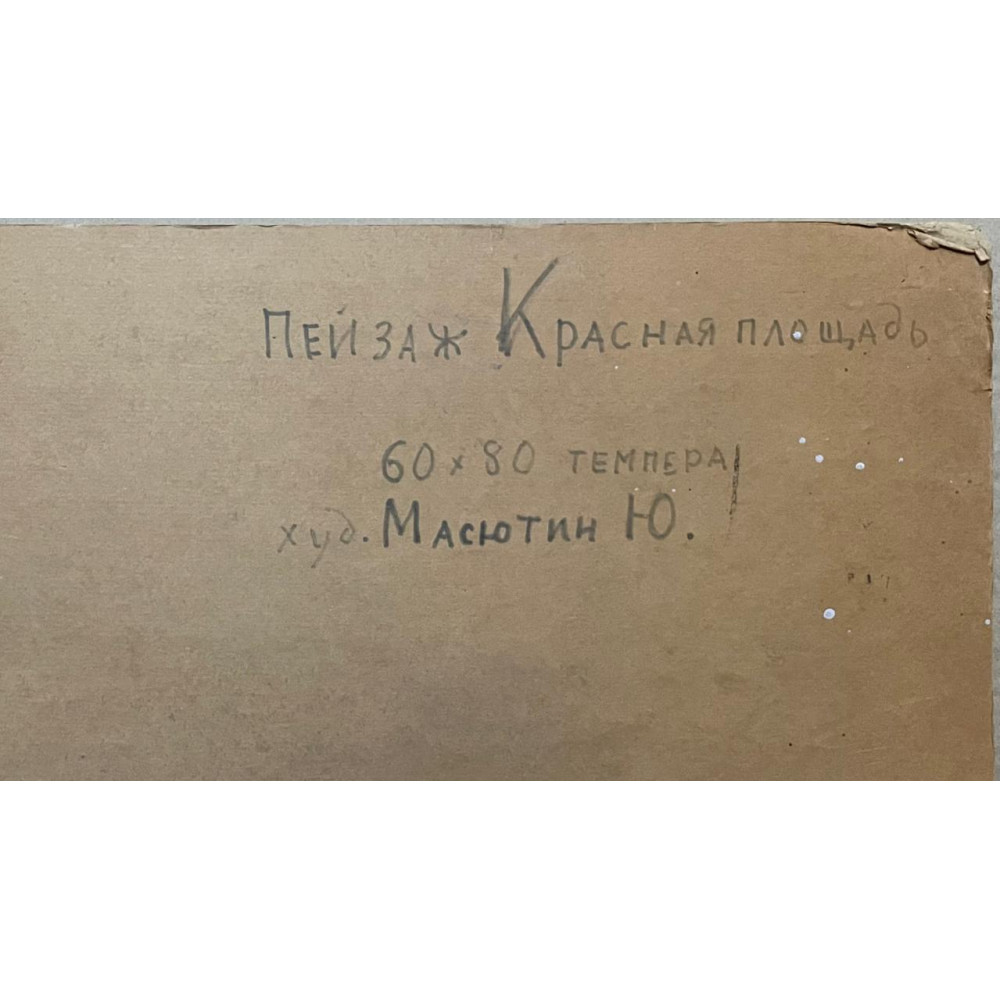 Пейзаж Красная площадь
60 x 80 темпера
худ. Масютин Ю.